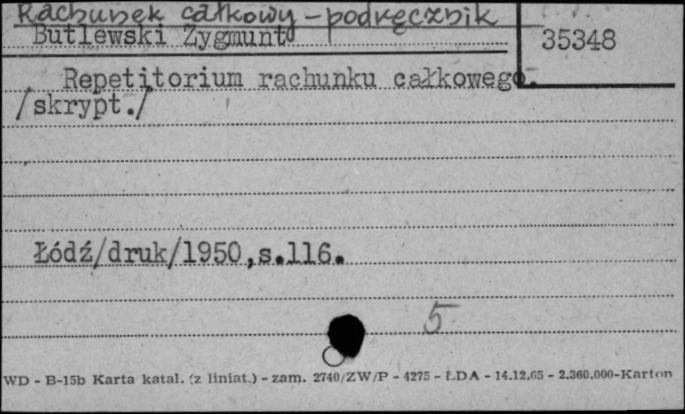 Rachunek całkowy - podręcznik
Butlewski Zygmunt
35348
Repetitorium rachunku całkowego.
/skrypt./
Łódź/druk/1950,s.116.
5
WD - B-15b Karta katal. (z liniat.) - zam. 2740/ZW/P - 4275 - ŁDA - 14.12.65 - 2.360.000-Karton